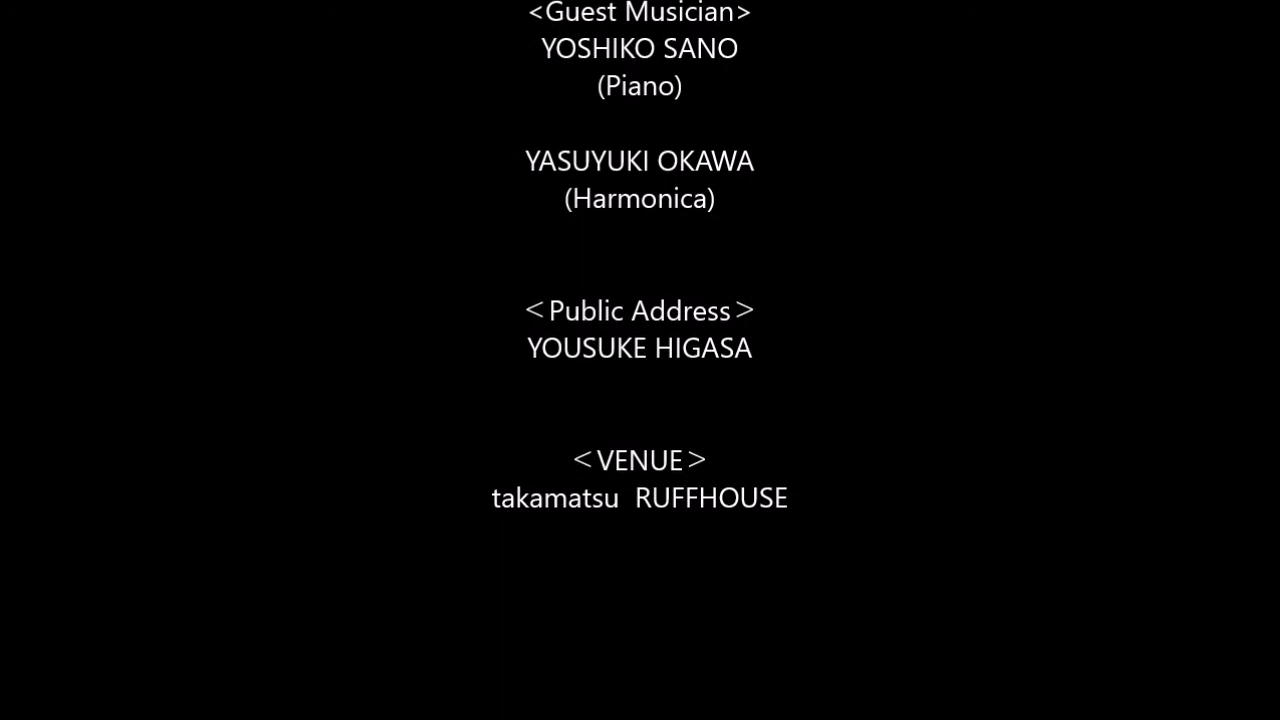 <Guest Musician>
YOSHIKO SANO
(Piano)
YASUYUKI OKAWA
(Harmonica)
＜Public Address＞
YOUSUKE HIGASA
＜VENUE＞
takamatsu  RUFFHOUSE